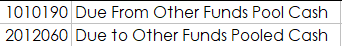 1010190 Due From Other Funds Pool Cash
2012060 Due to Other Funds Pooled Cash